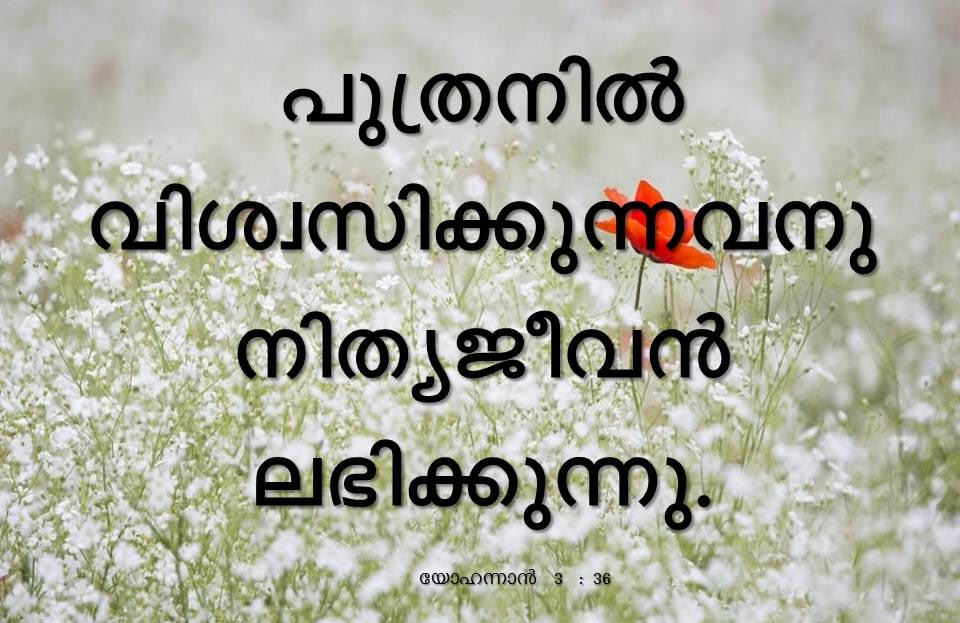 പുത്രനിൽ
വിശ്വസിക്കുന്നവനു
നിത്യജീവൻ
ലഭിക്കുന്നു.
യോഹന്നാൻ 3 : 36